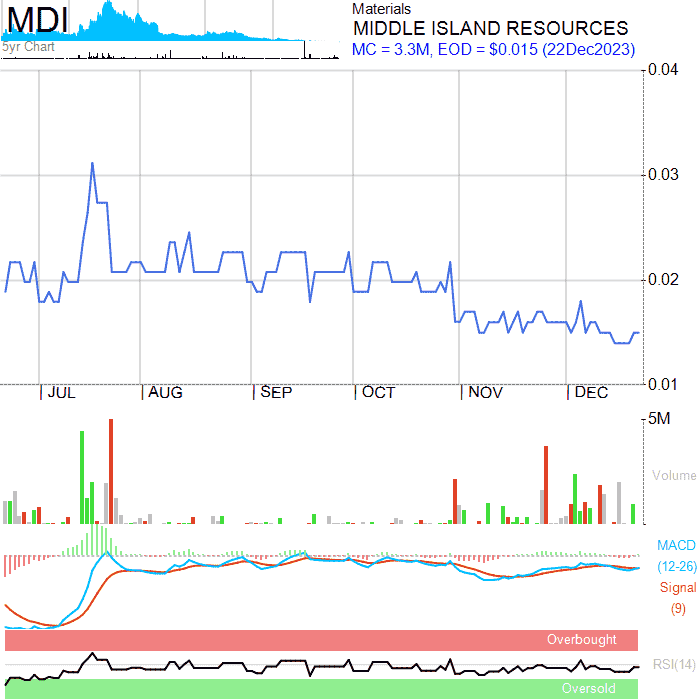 MDI
5yr Chart
Materials
MIDDLE ISLAND RESOURCES
MC = 3.3M, EOD = $0.015 (22Dec2023)
0.04
0.03
0.02
0.01
JUL AUG SEP OCT NOV DEC
5M
Volume
MACD
(12-26)
Signal
(9)
Overbought
RSI(14)
Oversold